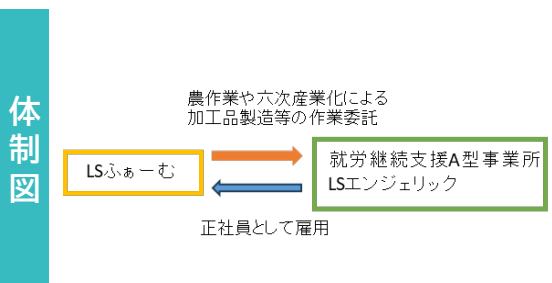 体制図
農作業や六次産業化による
加工品製造等の作業委託
LSふぁーむ
就労継続支援A型事業所
LSエンジェリック
正社員として雇用